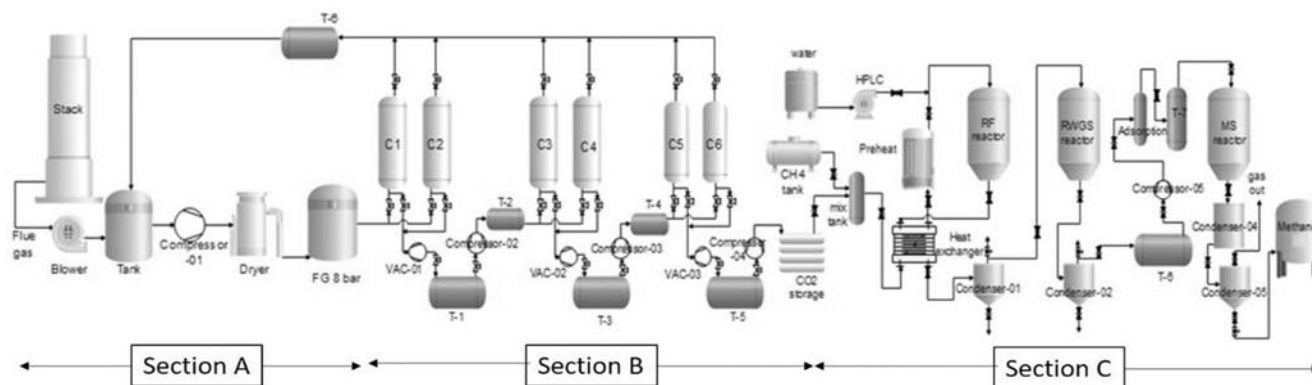 T-6
Stack
Flue
gas
Blower
Tank
Compressor
-01
Dryer
FG 8 bar
C1
C2
VAC-01
T-1
Compressor-02
T-2
C3
C4
VAC-02
T-3
Compressor-03
T-4
C5
C6
VAC-03
T-5
Compressor
-04
CO2
storage
water
HPLC
CH4
tank
mix
tank
Preheat
Heat
exchanger
RF
reactor
Condenser-01
RWGS
reactor
Condenser-02
Adsorption
T-7
Compressor-05
T-6
MS
reactor
gas
out
Condenser-04
Condenser-05
Methan
Section A
Section B
Section C